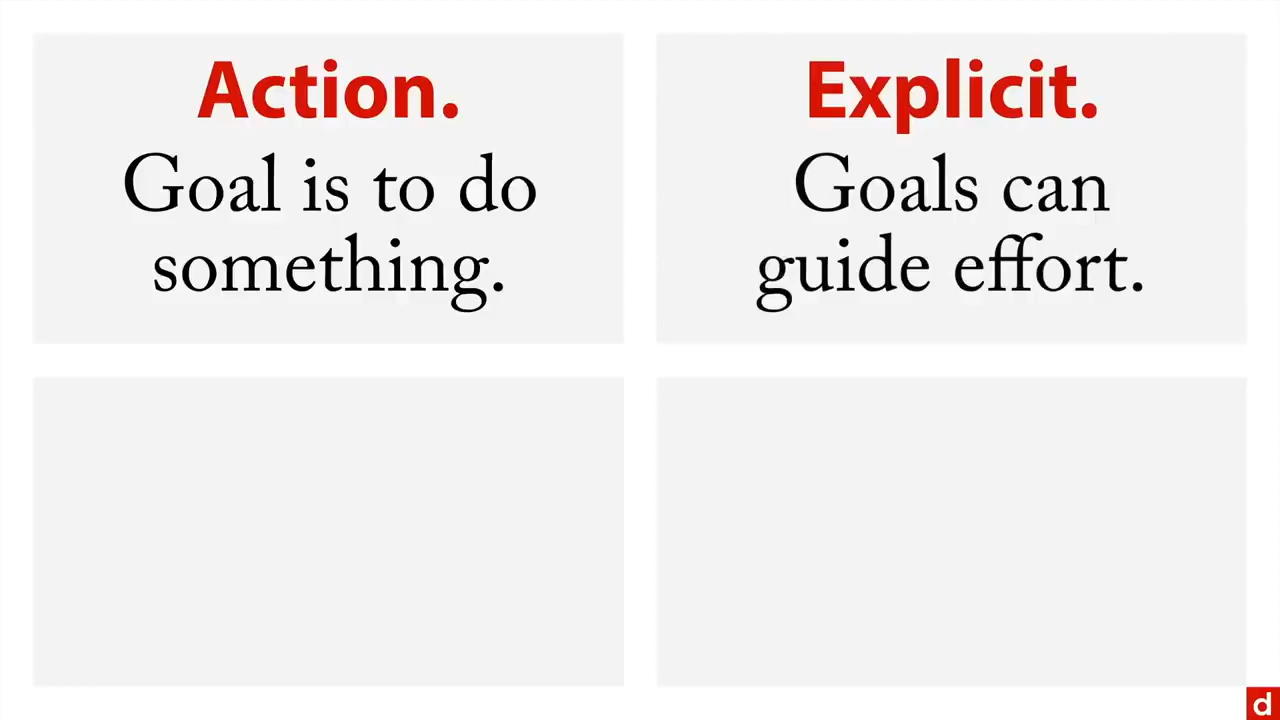 Action.
Goal is to do
something.
Explicit.
Goals can
guide effort.
d